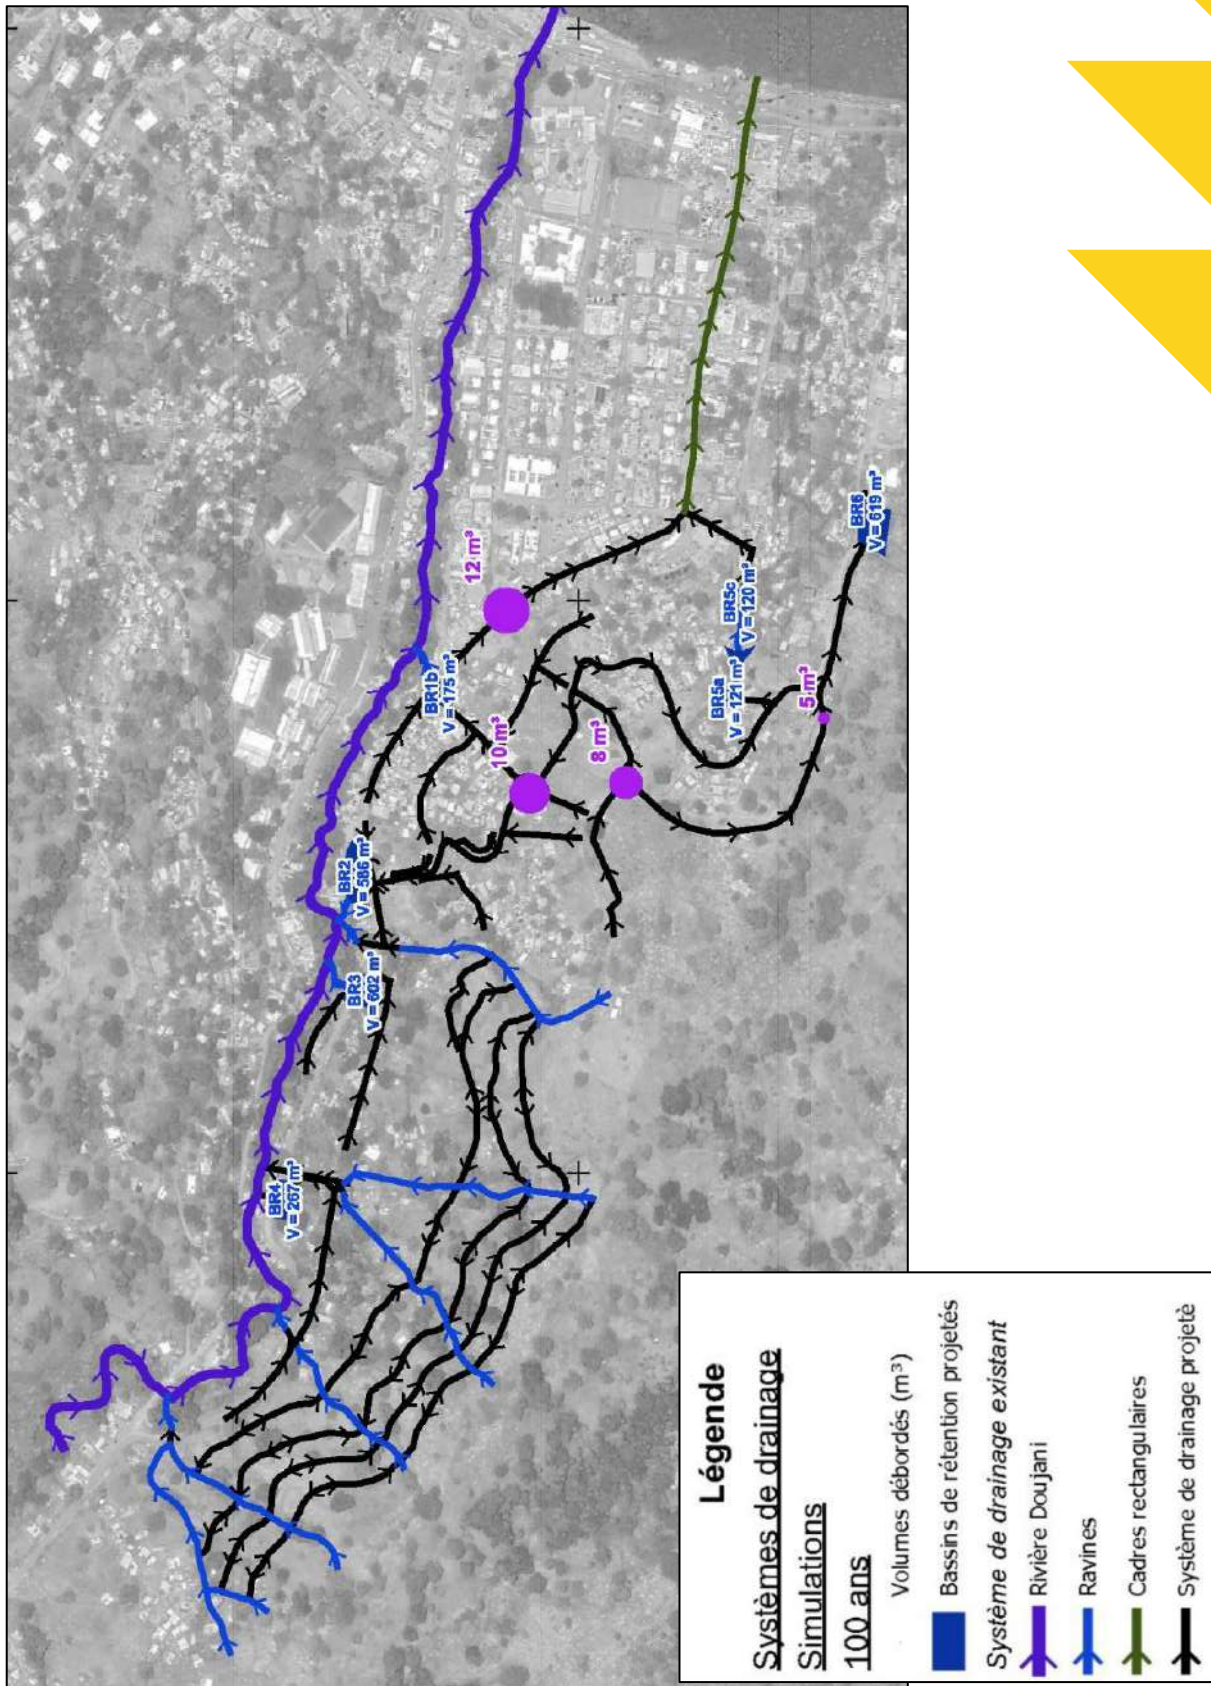 12 m³
BR1b
V = 175 m³
10 m³
8 m³
BR6
V = 619 m³
BR5c
V = 120 m³
BR5a
V = 121 m³
5 m³
BR2
V = 586 m³
BR3
V = 602 m³
BR4
V = 267 m³
Légende
Systèmes de drainage
Simulations
100 ans
Volumes débordés (m³)
Bassins de rétention projetés
Système de drainage existant
Rivière Doujani
Ravines
Cadres rectangulaires
Système de drainage projetè